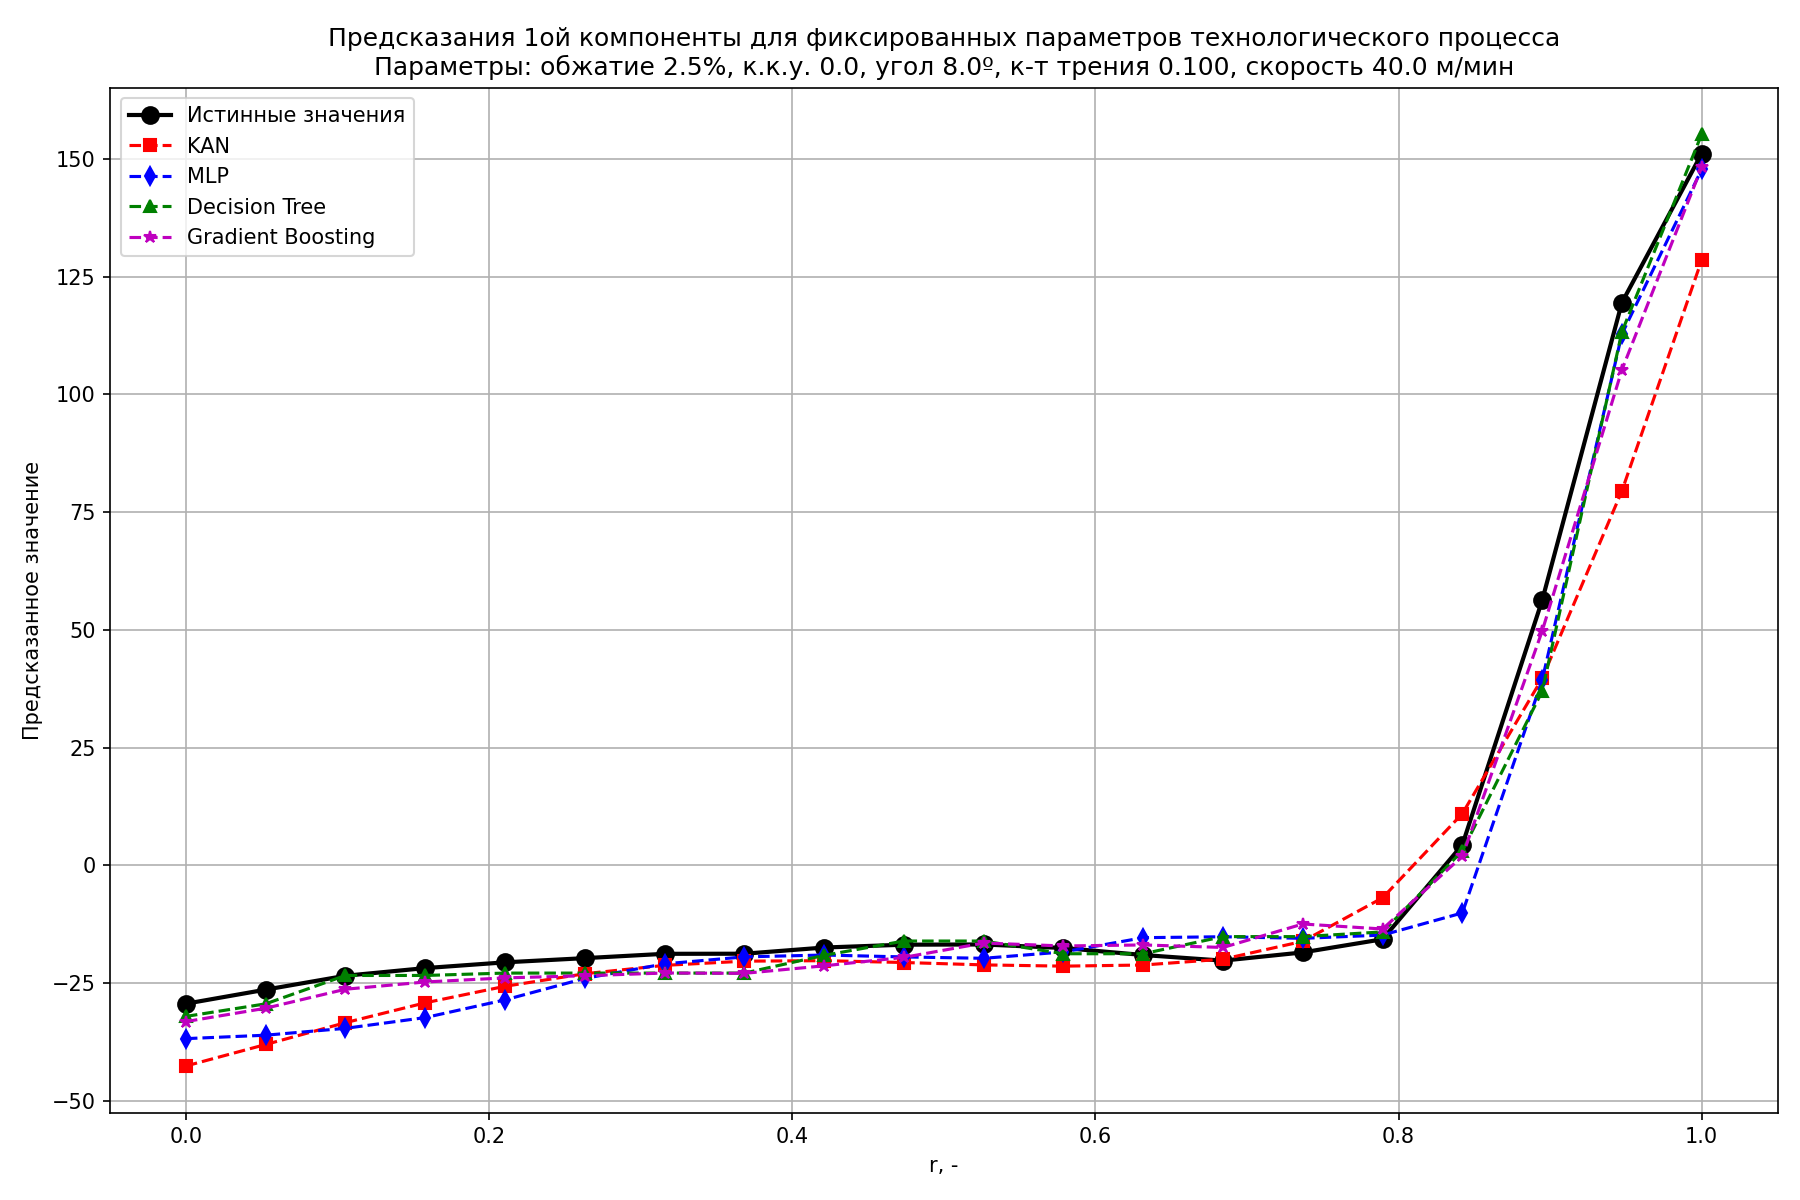 Предсказания 1ой компоненты для фиксированных параметров технологического процесса
Параметры: обжатие 2.5%, к.к.у. 0.0, угол 8.0º, к-т трения 0.100, скорость 40.0 м/мин
Истинные значения
KAN
MLP
Decision Tree
Gradient Boosting
Предсказанное значение
150
125
100
75
50
25
0
−25
−50
0.0
0.2
0.4
0.6
0.8
1.0
r, -